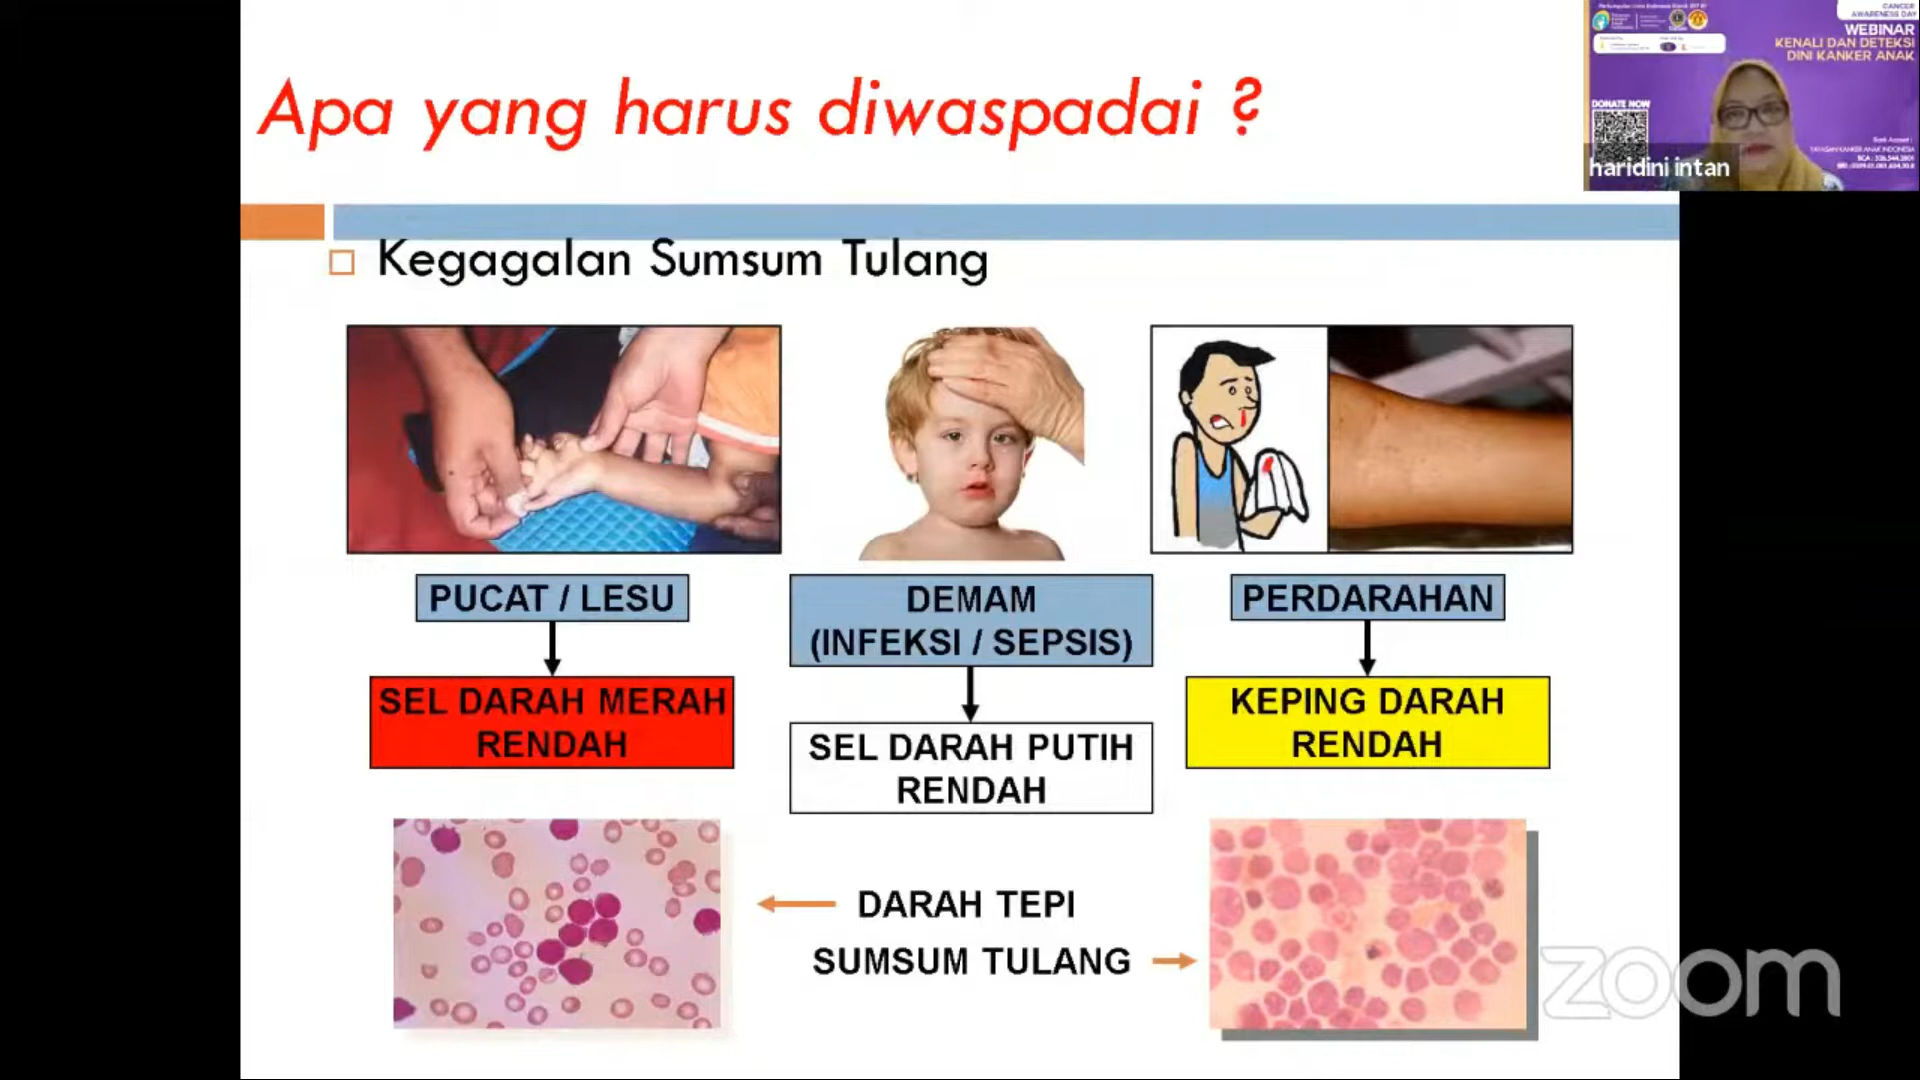 Apa yang harus diwaspadai ?
CANCER
AWARENESS DAY
WEBINAR
KENALI DAN DETEKSI
DINI KANKER ANAK
DONATE NOW
haridini intan
Kegagalan Sumsum Tulang
PUCAT / LESU
DEMAM
(INFEKSI / SEPSIS)
PERDARAHAN
SEL DARAH MERAH
RENDAH
SEL DARAH PUTIH
RENDAH
KEPING DARAH
RENDAH
DARAH TEPI
SUMSUM TULANG
zoom